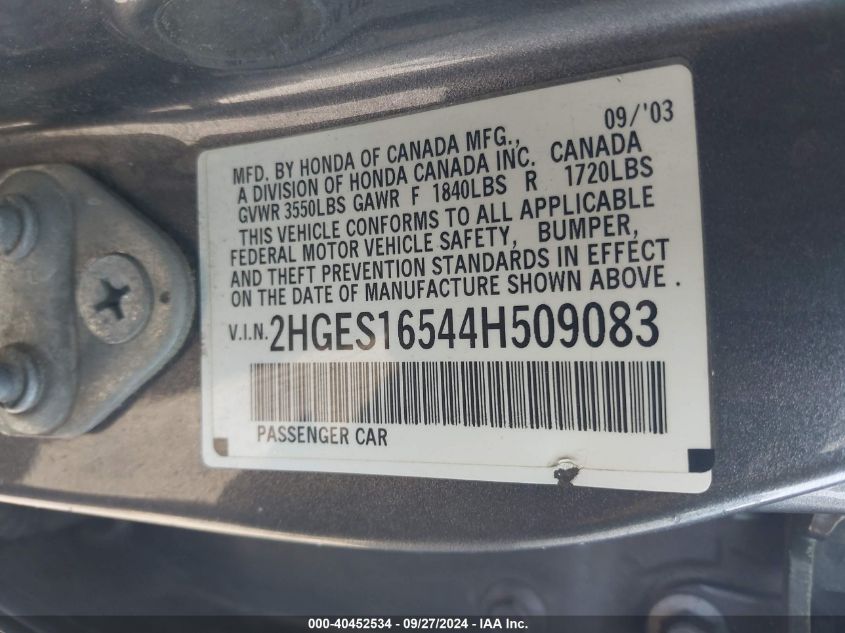 09/'03
MFD. BY HONDA OF CANADA MFG.,
A DIVISION OF HONDA CANADA INC. CANADA
GVWR 3550LBS GAWR F 1840LBS R 1720LBS
THIS VEHICLE CONFORMS TO ALL APPLICABLE
FEDERAL MOTOR VEHICLE SAFETY, BUMPER,
AND THEFT PREVENTION STANDARDS IN EFFECT
ON THE DATE OF MANUFACTURE SHOWN ABOVE.
V.I.N. 2HGES16544H509083
PASSENGER CAR
000-40452534 - 09/27/2024 - IAA Inc.